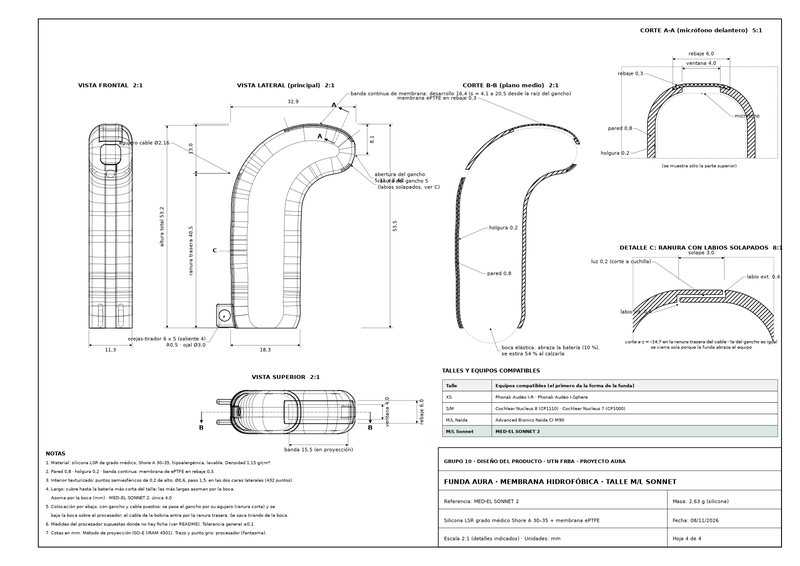 CORTE A-A (micrófono delantero)  5:1
rebaje 6,0
ventana 4,0
rebaje 0,3
pared 0,8
holgura 0,2
(se muestra sólo la parte superior)
VISTA FRONTAL  2:1
VISTA LATERAL (principal)  2:1
CORTE B-B (plano medio)  2:1
banda continua de membrana: desarrollo 16,4 (s = 4,1 a 20,5 desde la raíz del gancho)
membrana ePTFE en rebaje 0,3
32,9
A
A
agujero cable Ø2,16
13,0
8,1
abertura del gancho
(labios solapados, ver C)
altura total 53,2
ranura trasera 40,5
53,5
C
holgura 0,2
pared 0,8
orejas-tirador 6 x 5 (saliente 4)
R0.5 · ojal Ø3.0
11,3
18,3
boca elástica: abraza la batería (10 %),
se estira 54 % al calzarla
DETALLE C: RANURA CON LABIOS SOLAPADOS  8:1
solape 3,0
luz 0,2 (corte a cuchilla)
labio ext. 0,4
se cierra sola porque la funda abraza el equipo
VISTA SUPERIOR  2:1
B
B
ventana 4,0
rebaje 6,0
banda 15,5 (en proyección)
TALLES Y EQUIPOS COMPATIBLES
Talle	Equipos compatibles (el primero da la forma de la funda)
XS	Phonak Audéo I-R · Phonak Audéo I-Sphere
S/M	Cochlear Nucleus 8 (CP1110) · Cochlear Nucleus 7 (CP1000)
M/L Naída	Advanced Bionics Naída CI M90
M/L Sonnet	MED-EL SONNET 2
NOTAS
1. Material: silicona LSR de grado médico, Shore A 30–35, hipoalergénica, lavable. Densidad 1,15 g/cm³.
2. Pared 0,8 · holgura 0,2 · banda continua: membrana de ePTFE en rebaje 0,3.
3. Interior texturizado: puntos semiesféricos de 0,2 de alto, Ø0,6, paso 1,5, en las dos caras laterales (432 puntos).
4. Largo: cubre hasta la batería más corta del talle; las más largas asoman por la boca.
Asoma por la boca (mm) · MED-EL SONNET 2: única 4,0
5. Colocación por abajo, con gancho y cable puestos: se pasa el gancho por su agujero (ranura corta) y se
baja la boca sobre el procesador; el cable de la bobina entra por la ranura trasera. Se saca tirando de la boca.
6. Medidas del procesador supuestas donde no hay ficha (ver README). Tolerancia general ±0,1.
7. Cotas en mm. Método de proyección ISO-E (IRAM 4501). Trazo y punto gris: procesador (fantasma).
GRUPO 10 · DISEÑO DEL PRODUCTO · UTN FRBA · PROYECTO AURA
FUNDA AURA · MEMBRANA HIDROFÓBICA · TALLE M/L SONNET
Referencia: MED-EL SONNET 2	Masa: 2,63 g (silicona)
Silicona LSR grado médico Shore A 30–35 + membrana ePTFE	Fecha: 08/11/2026
Escala 2:1 (detalles indicados) · Unidades: mm	Hoja 4 de 4